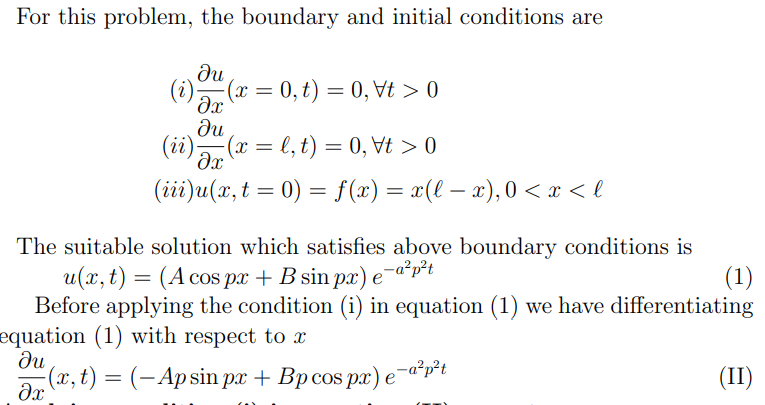 For this problem, the boundary and initial conditions are
(i) ∂u/∂x (x = 0, t) = 0, ∀t > 0
(ii) ∂u/∂x (x = ℓ, t) = 0, ∀t > 0
(iii)u(x, t = 0) = f(x) = x(ℓ − x), 0 < x < ℓ
The suitable solution which satisfies above boundary conditions is
u(x, t) = (A cos px + B sin px) e^{−a²p²t} (1)
Before applying the condition (i) in equation (1) we have differentiating
equation (1) with respect to x
∂u/∂x (x, t) = (−Ap sin px + Bp cos px) e^{−a²p²t} (II)